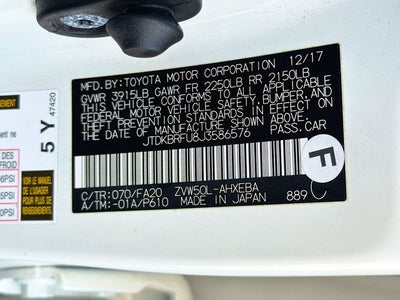 MFD.BY:TOYOTA MOTOR CORPORATION 12/17
GVWR 3915LB GAWR FR 2250LB RR 2150LB
THIS VEHICLE CONFORMS TO ALL APPLICABLE
FEDERAL MOTOR VEHICLE SAFETY, BUMPER, AND
THEFT PREVENTION STANDARDS IN EFFECT ON
THE DATE OF MANUFACTURE SHOWN ABOVE.
JTDKBRFU8J3586576 PASS.CAR
F
C/TR:070/FA20 ZVW50L-AHXEBA
A/TM:-01A/P610 MADE IN JAPAN 889
C
5 Y
47420